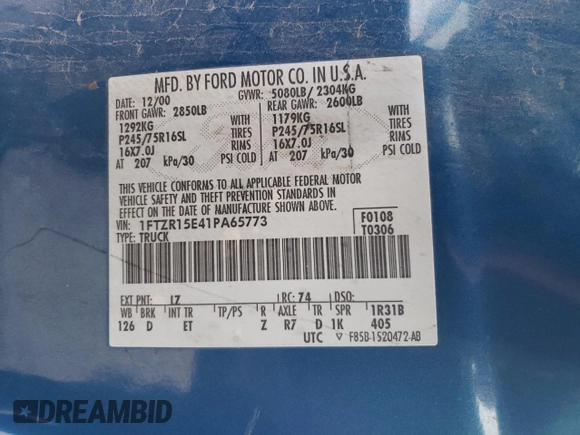 MFD. BY FORD MOTOR CO. IN U.S.A.
DATE: 12/00 GVWR: 5080LB/ 2304KG
FRONT GAWR: 2850LB REAR GAWR: 2600LB
1292KG WITH 1179KG WITH
P245/75R16SL TIRES P245/75R16SL TIRES
16X7.0J RIMS 16X7.0J RIMS
AT 207 kPa/30 PSI COLD AT 207 kPa/30 PSI COLD
THIS VEHICLE CONFORMS TO ALL APPLICABLE FEDERAL MOTOR
VEHICLE SAFETY AND THEFT PREVENTION STANDARDS IN
EFFECT ON THE DATE OF MANUFACTURE SHOWN ABOVE.
VIN: 1FTZR15E41PA65773 F0108
TYPE: TRUCK T0306
EXT PNT: L7 RC: 74 DSO:
WB BRK INT TR TP/PS R AXLE TR SPR 1R31B
126 D ET Z R7 D 1K 405
UTC ▽ F85B-1520472-AB
DREAMBID